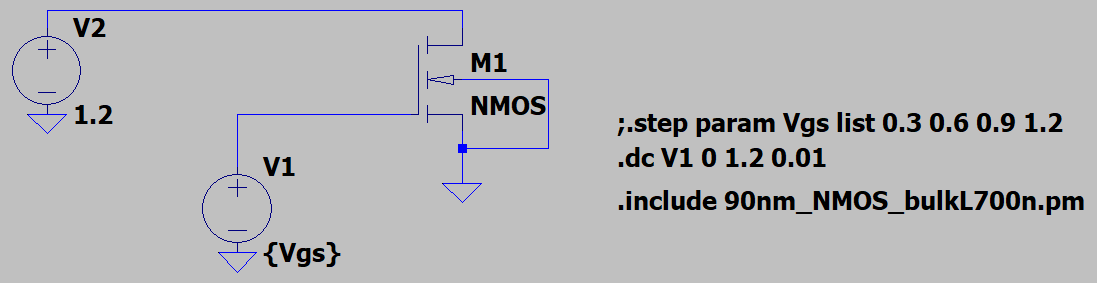 V2
1.2
M1
NMOS
V1
{Vgs}
;.step param Vgs list 0.3 0.6 0.9 1.2
.dc V1 0 1.2 0.01
.include 90nm_NMOS_bulkL700n.pm